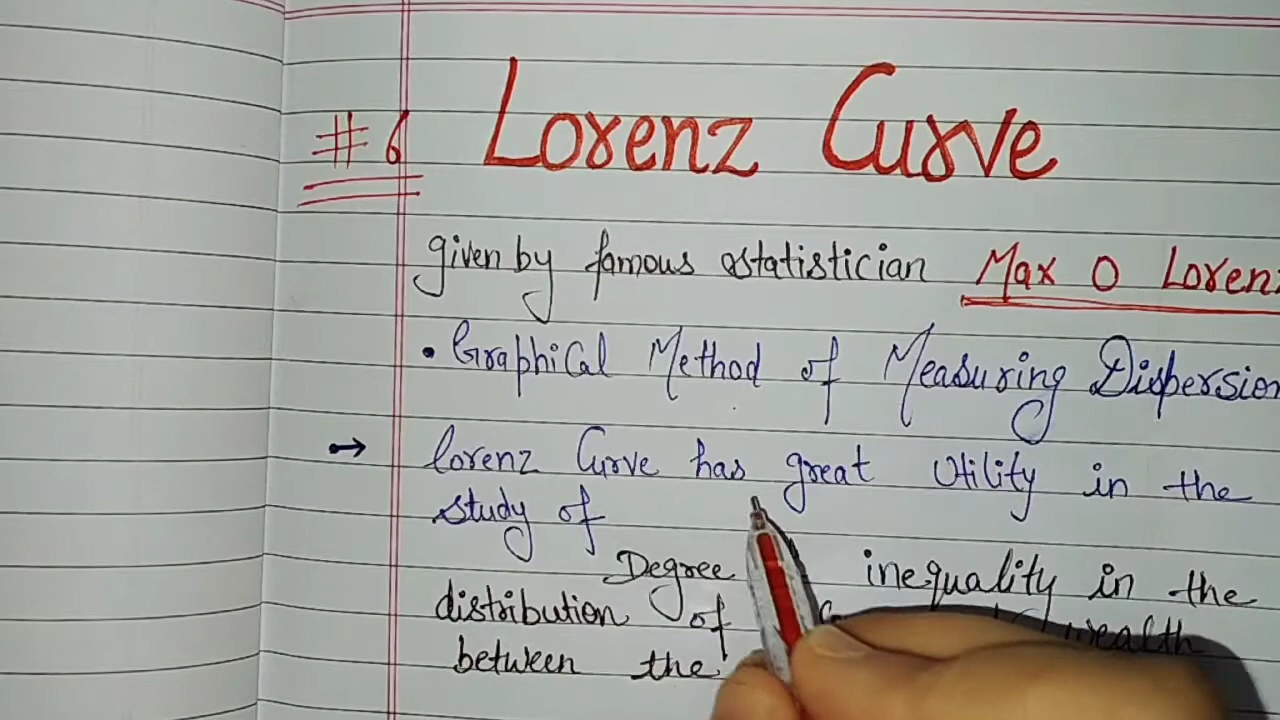 #6 Lorenz Curve
given by famous statistician Max O Loren
• Graphical Method of Measuring Dispersion
→ Lorenz Curve has great Utility in the
study of
Degree inequality in the
distribution of wealth
between the